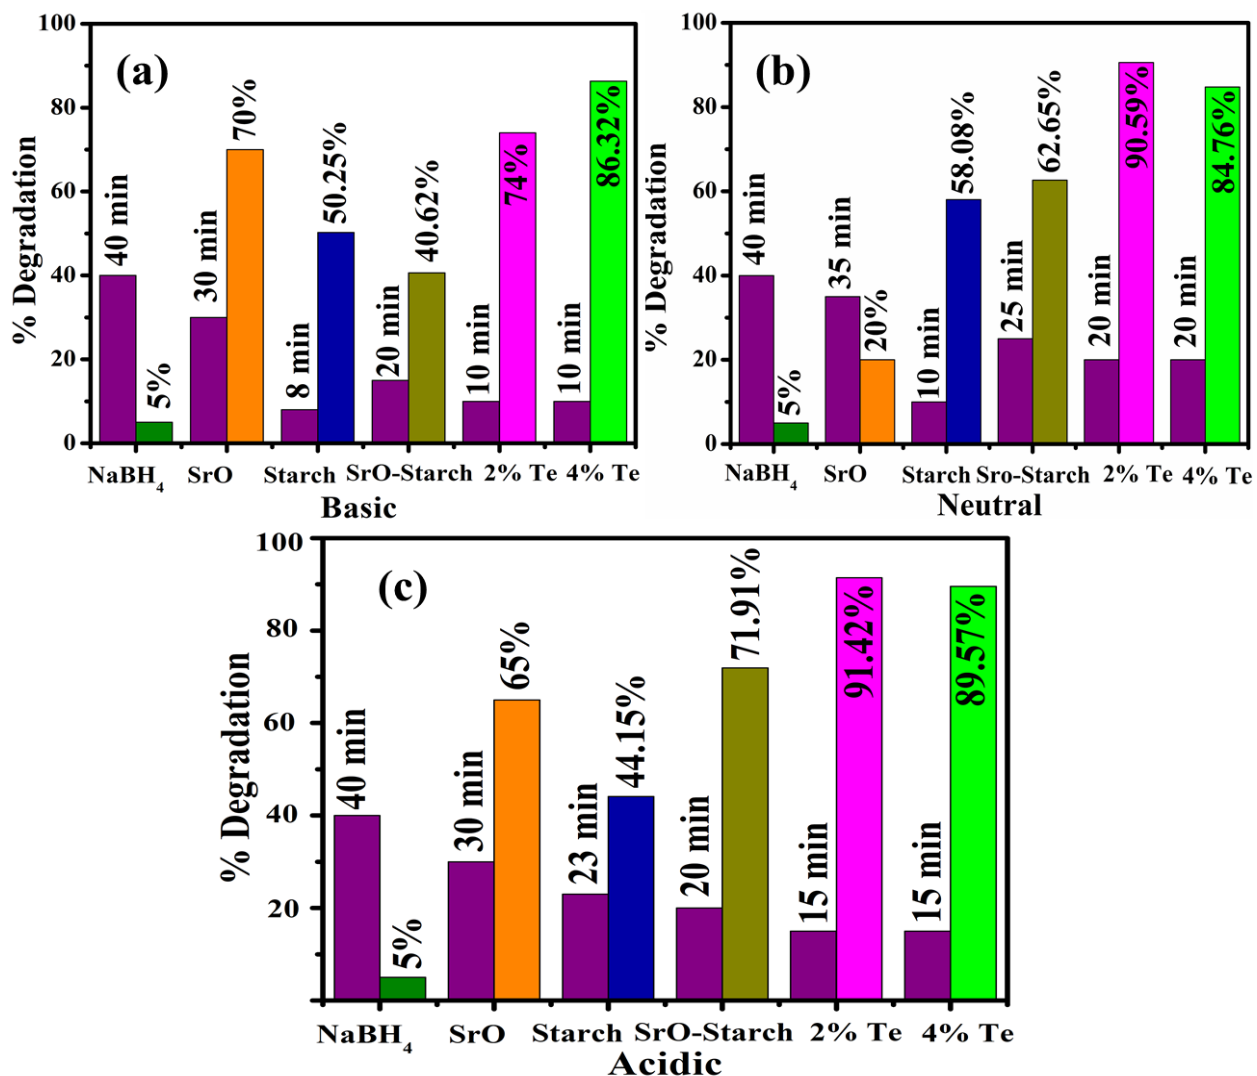 (a)
% Degradation
100
80
60
40
20
0
40 min
5%
30 min
70%
8 min
50.25%
20 min
40.62%
10 min
74%
10 min
86.32%
NaBH₄ SrO Starch SrO-Starch 2% Te 4% Te
Basic
(b)
% Degradation
100
80
60
40
20
0
40 min
5%
35 min
20%
10 min
58.08%
25 min
62.65%
20 min
90.59%
20 min
84.76%
NaBH₄ SrO Starch Sro-Starch 2% Te 4% Te
Neutral
(c)
% Degradation
100
80
60
40
20
40 min
5%
30 min
65%
23 min
44.15%
20 min
71.91%
15 min
91.42%
15 min
89.57%
NaBH₄ SrO Starch SrO-Starch 2% Te 4% Te
Acidic